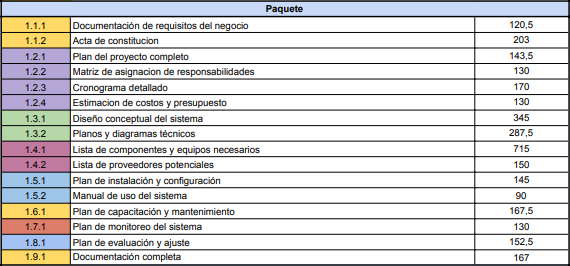 Paquete
1.1.1 Documentación de requisitos del negocio 120,5
1.1.2 Acta de constitucion 203
1.2.1 Plan del proyecto completo 143,5
1.2.2 Matriz de asignacion de responsabilidades 130
1.2.3 Cronograma detallado 170
1.2.4 Estimacion de costos y presupuesto 130
1.3.1 Diseño conceptual del sistema 345
1.3.2 Planos y diagramas técnicos 287,5
1.4.1 Lista de componentes y equipos necesarios 715
1.4.2 Lista de proveedores potenciales 150
1.5.1 Plan de instalación y configuración 145
1.5.2 Manual de uso del sistema 90
1.6.1 Plan de capacitación y mantenimiento 167,5
1.7.1 Plan de monitoreo del sistema 130
1.8.1 Plan de evaluación y ajuste 152,5
1.9.1 Documentación completa 167